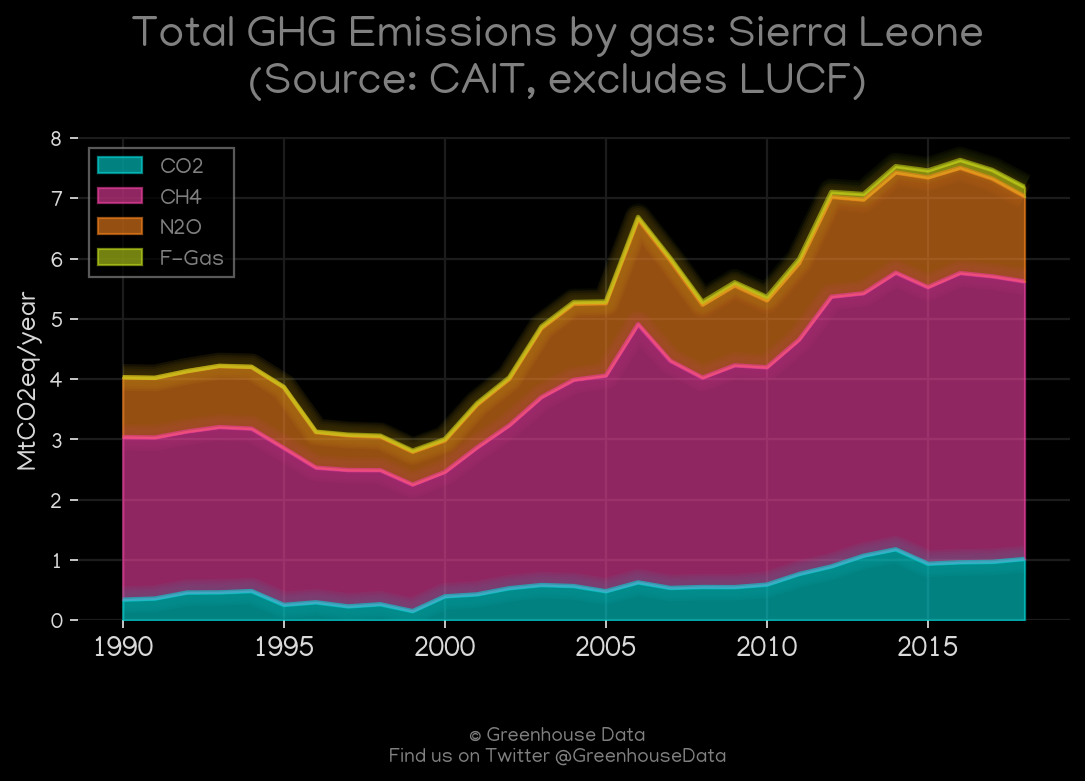 Total GHG Emissions by gas: Sierra Leone
(Source: CAIT, excludes LUCF)
8
7
6
5
4
3
2
1
0
MtCO2eq/year
CO2
CH4
N2O
F-Gas
1990 1995 2000 2005 2010 2015
© Greenhouse Data
Find us on Twitter @GreenhouseData